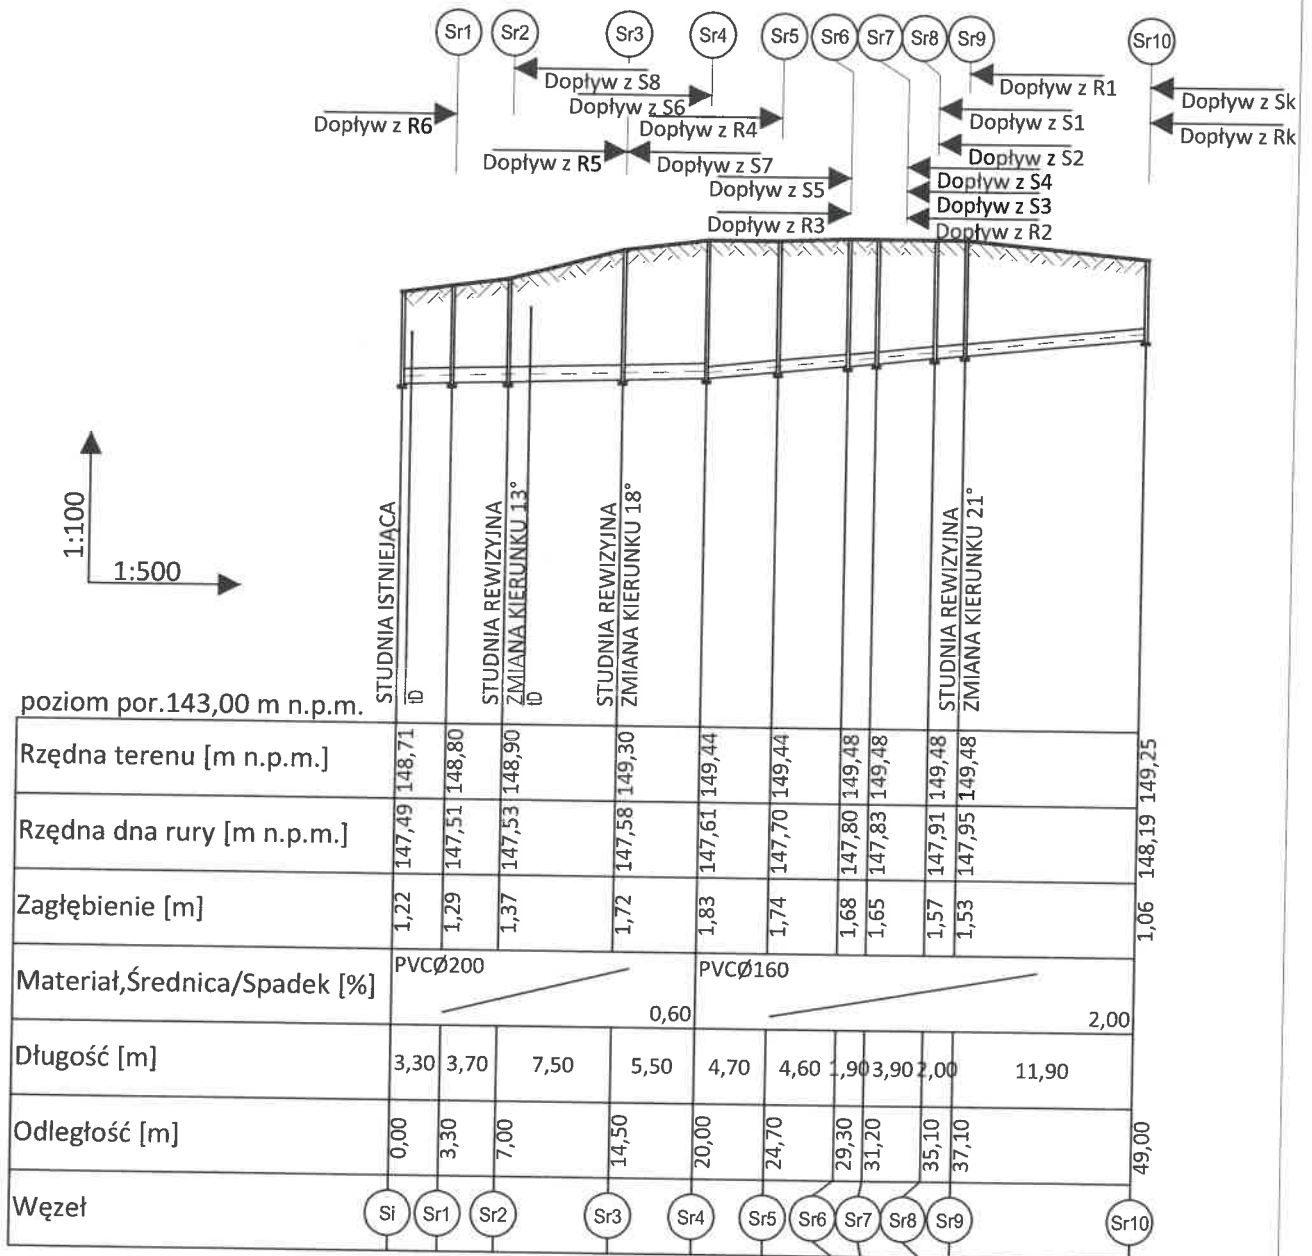 Sr1 Sr2 Sr3 Sr4 Sr5 Sr6 Sr7 Sr8 Sr9 Sr10
Dopływ z S8
Dopływ z R1
Dopływ z S6
Dopływ z Sk
Dopływ z R6
Dopływ z R4
Dopływ z S1
Dopływ z Rk
Dopływ z R5
Dopływ z S7
Dopływ z S2
Dopływ z S5
Dopływ z S4
Dopływ z S3
Dopływ z R3
Dopływ z R2
1:100
1:500
STUDNIA ISTNIEJĄCA
tD
STUDNIA REWIZYJNA
ZMIANA KIERUNKU 13°
tD
STUDNIA REWIZYJNA
ZMIANA KIERUNKU 18°
STUDNIA REWIZYJNA
ZMIANA KIERUNKU 21°
poziom por.143,00 m n.p.m.
Rzędna terenu [m n.p.m.] 148,71 148,80 148,90 149,30 149,44 149,44 149,48 149,48 149,48 149,48 149,25
Rzędna dna rury [m n.p.m.] 147,49 147,51 147,53 147,58 147,61 147,70 147,80 147,83 147,91 147,95 148,19
Zagłębienie [m] 1,22 1,29 1,37 1,72 1,83 1,74 1,68 1,65 1,57 1,53 1,06
Materiał,Średnica/Spadek [%] PVCØ200 0,60 PVCØ160 2,00
Długość [m] 3,30 3,70 7,50 5,50 4,70 4,60 1,90 3,90 2,00 11,90
Odległość [m] 0,00 3,30 7,00 14,50 20,00 24,70 29,30 31,20 35,10 37,10 49,00
Węzeł Si Sr1 Sr2 Sr3 Sr4 Sr5 Sr6 Sr7 Sr8 Sr9 Sr10